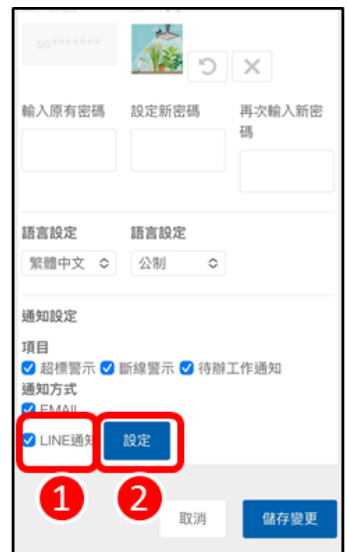 se*******
輸入原有密碼 設定新密碼 再次輸入新密
碼
語言設定 語言設定
繁體中文 公制
通知設定
項目
超標警示 斷線警示 待辦工作通知
通知方式
EMAIL
LINE通知 設定
1 2
取消 儲存變更